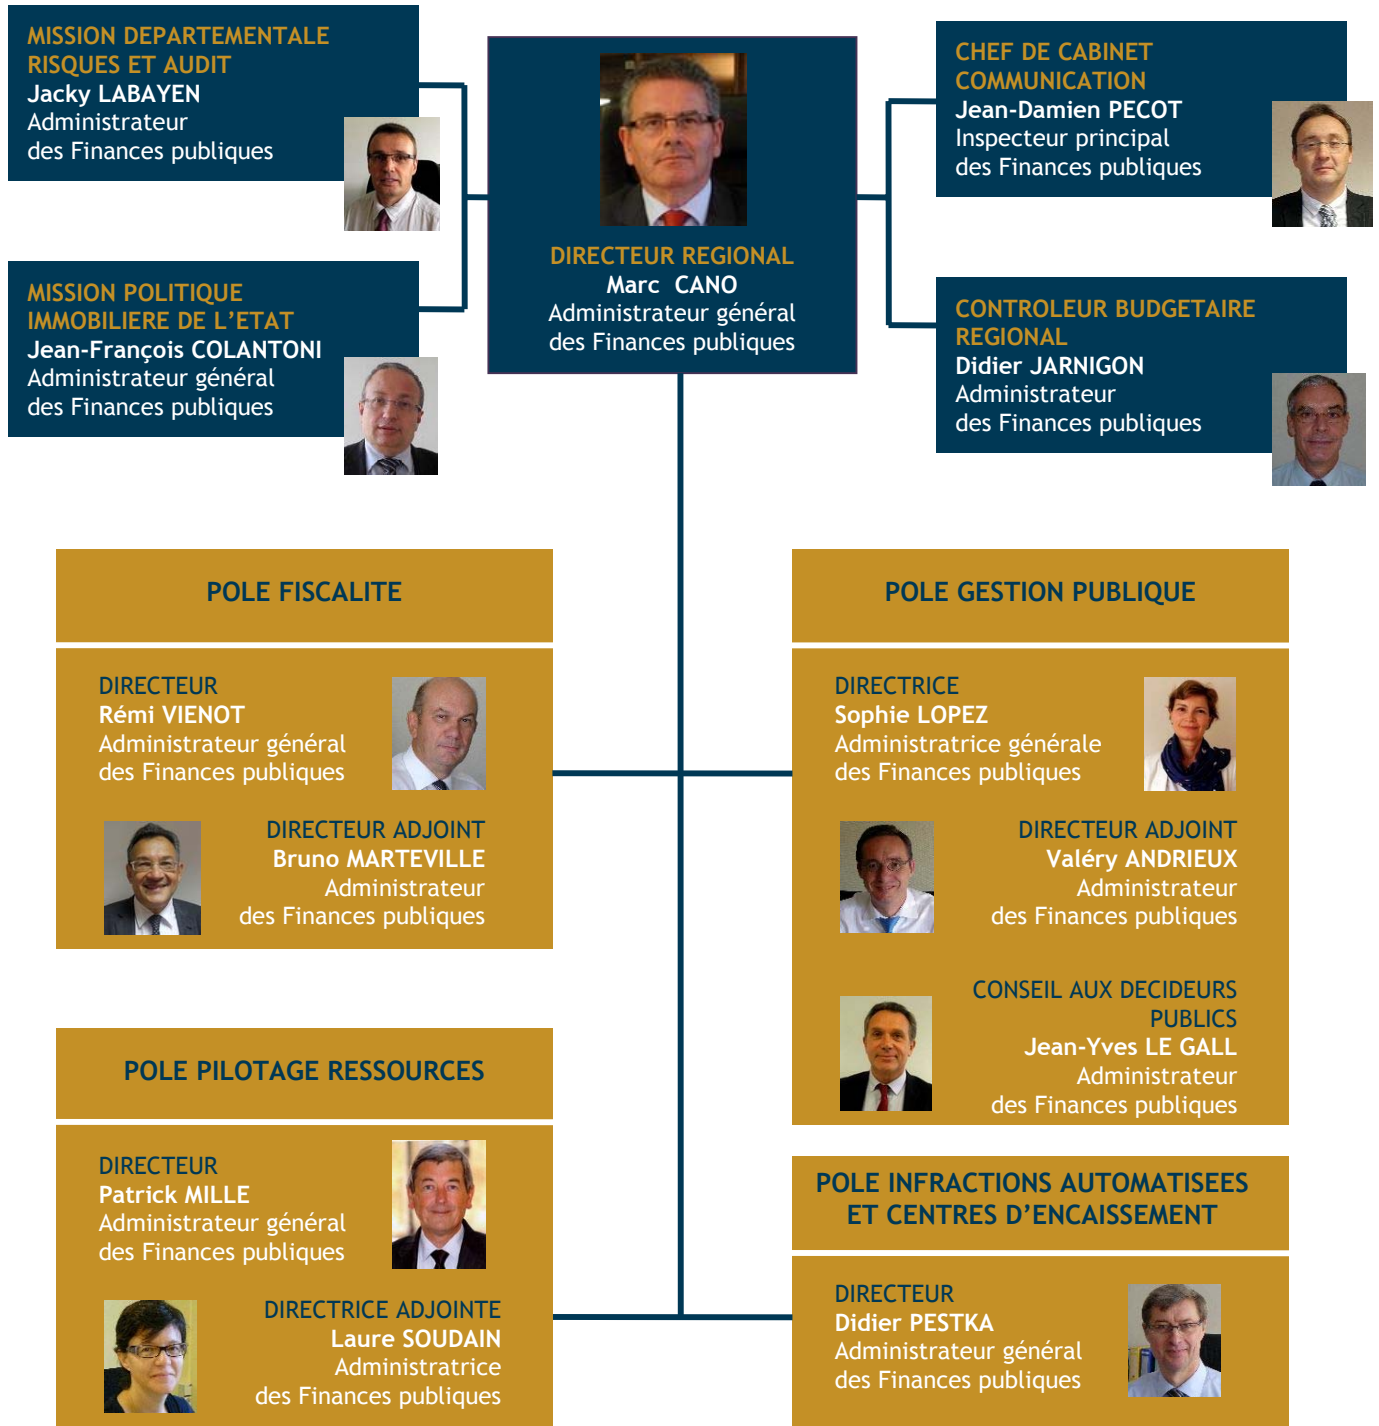 MISSION DEPARTEMENTALE
RISQUES ET AUDIT
Jacky LABAYEN
Administrateur
des Finances publiques
DIRECTEUR REGIONAL
Marc CANO
Administrateur général
des Finances publiques
CHEF DE CABINET
COMMUNICATION
Jean-Damien PECOT
Inspecteur principal
des Finances publiques
MISSION POLITIQUE
IMMOBILIERE DE L’ETAT
Jean-François COLANTONI
Administrateur général
des Finances publiques
CONTROLEUR BUDGETAIRE
REGIONAL
Didier JARNIGON
Administrateur
des Finances publiques
POLE FISCALITE
DIRECTEUR
Rémi VIENOT
Administrateur général
des Finances publiques
DIRECTEUR ADJOINT
Bruno MARTEVILLE
Administrateur
des Finances publiques
POLE GESTION PUBLIQUE
DIRECTRICE
Sophie LOPEZ
Administratrice générale
des Finances publiques
DIRECTEUR ADJOINT
Valéry ANDRIEUX
Administrateur
des Finances publiques
CONSEIL AUX DECIDEURS
PUBLICS
Jean-Yves LE GALL
Administrateur
des Finances publiques
POLE PILOTAGE RESSOURCES
DIRECTEUR
Patrick MILLE
Administrateur général
des Finances publiques
DIRECTRICE ADJOINTE
Laure SOUDAIN
Administratrice
des Finances publiques
POLE INFRACTIONS AUTOMATISEES
ET CENTRES D’ENCAISSEMENT
DIRECTEUR
Didier PESTKA
Administrateur général
des Finances publiques